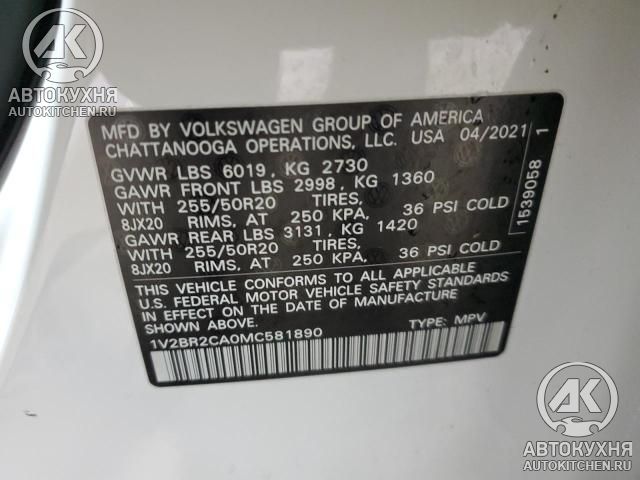 АВТОКУХНЯ
AUTOKITCHEN.RU
MFD BY VOLKSWAGEN GROUP OF AMERICA
CHATTANOOGA OPERATIONS, LLC. USA 04/2021
GVWR LBS 6019, KG 2730
GAWR FRONT LBS 2998, KG 1360
WITH 255/50R20 TIRES,
8JX20 RIMS, AT 250 KPA, 36 PSI COLD
GAWR REAR LBS 3131, KG 1420
WITH 255/50R20 TIRES,
8JX20 RIMS, AT 250 KPA, 36 PSI COLD
THIS VEHICLE CONFORMS TO ALL APPLICABLE
U.S. FEDERAL MOTOR VEHICLE SAFETY STANDARDS
IN EFFECT ON THE DATE OF MANUFACTURE
SHOWN ABOVE.
1V2BR2CA0MC581890 TYPE: MPV
1539058 1
АВТОКУХНЯ
AUTOKITCHEN.RU